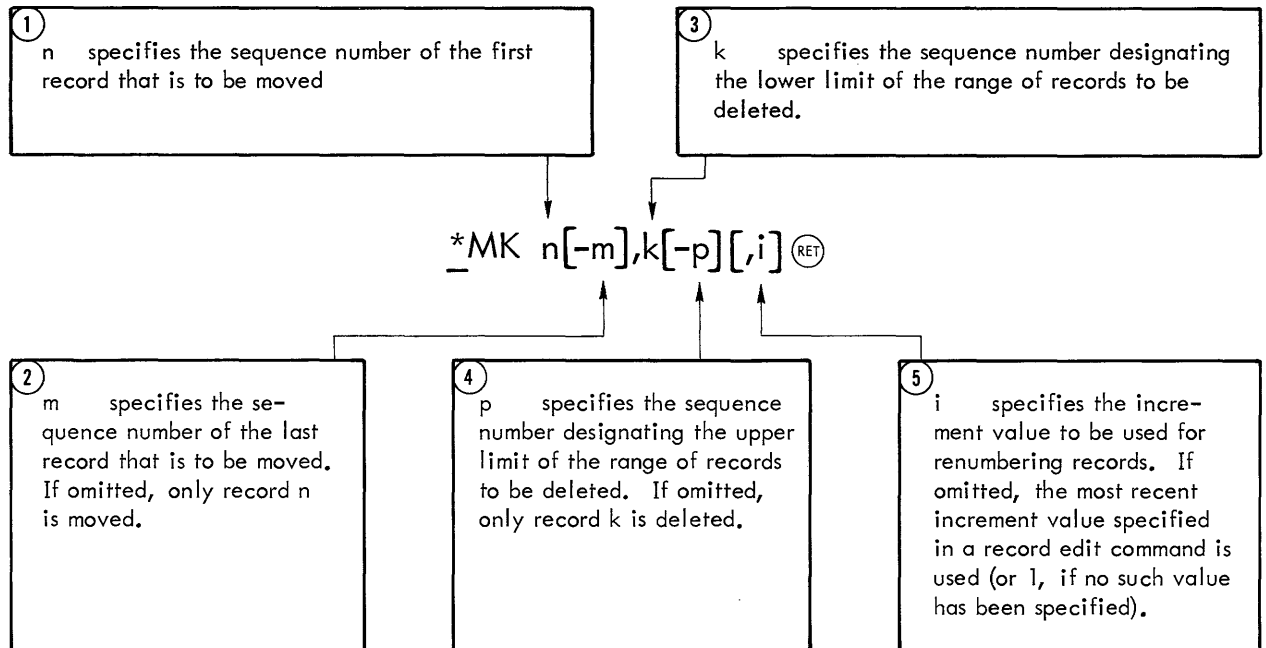 1
n specifies the sequence number of the first
record that is to be moved
3
k specifies the sequence number designating
the lower limit of the range of records to be
deleted.
*MK n[-m],k[-p][,i] RET
2
m specifies the se-
quence number of the last
record that is to be moved.
If omitted, only record n
is moved.
4
p specifies the sequence
number designating the upper
limit of the range of records
to be deleted. If omitted,
only record k is deleted.
5
i specifies the incre-
ment value to be used for
renumbering records. If
omitted, the most recent
increment value specified
in a record edit command is
used (or 1, if no such value
has been specified).